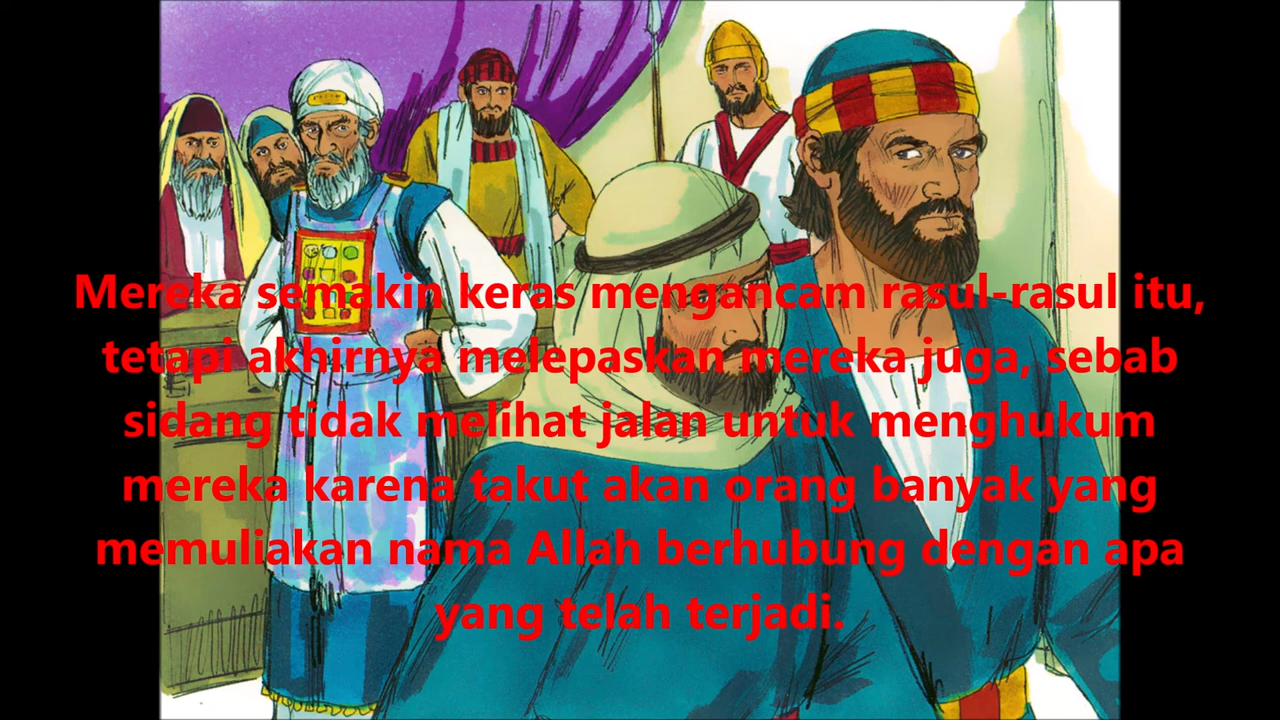 Mereka semakin keras mengancam rasul-rasul itu,
tetapi akhirnya melepaskan mereka juga, sebab
sidang tidak melihat jalan untuk menghukum
mereka karena takut akan orang banyak yang
memuliakan nama Allah berhubung dengan apa
yang telah terjadi.